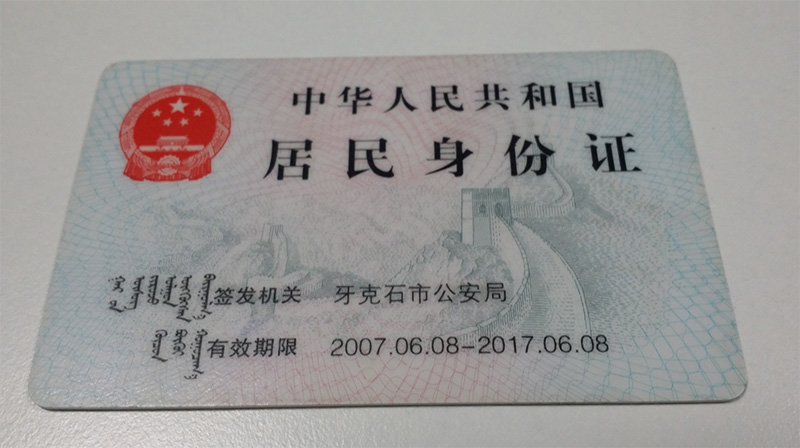 中华人民共和国
居民身份证
签发机关 牙克石市公安局
有效期限 2007.06.08-2017.06.08